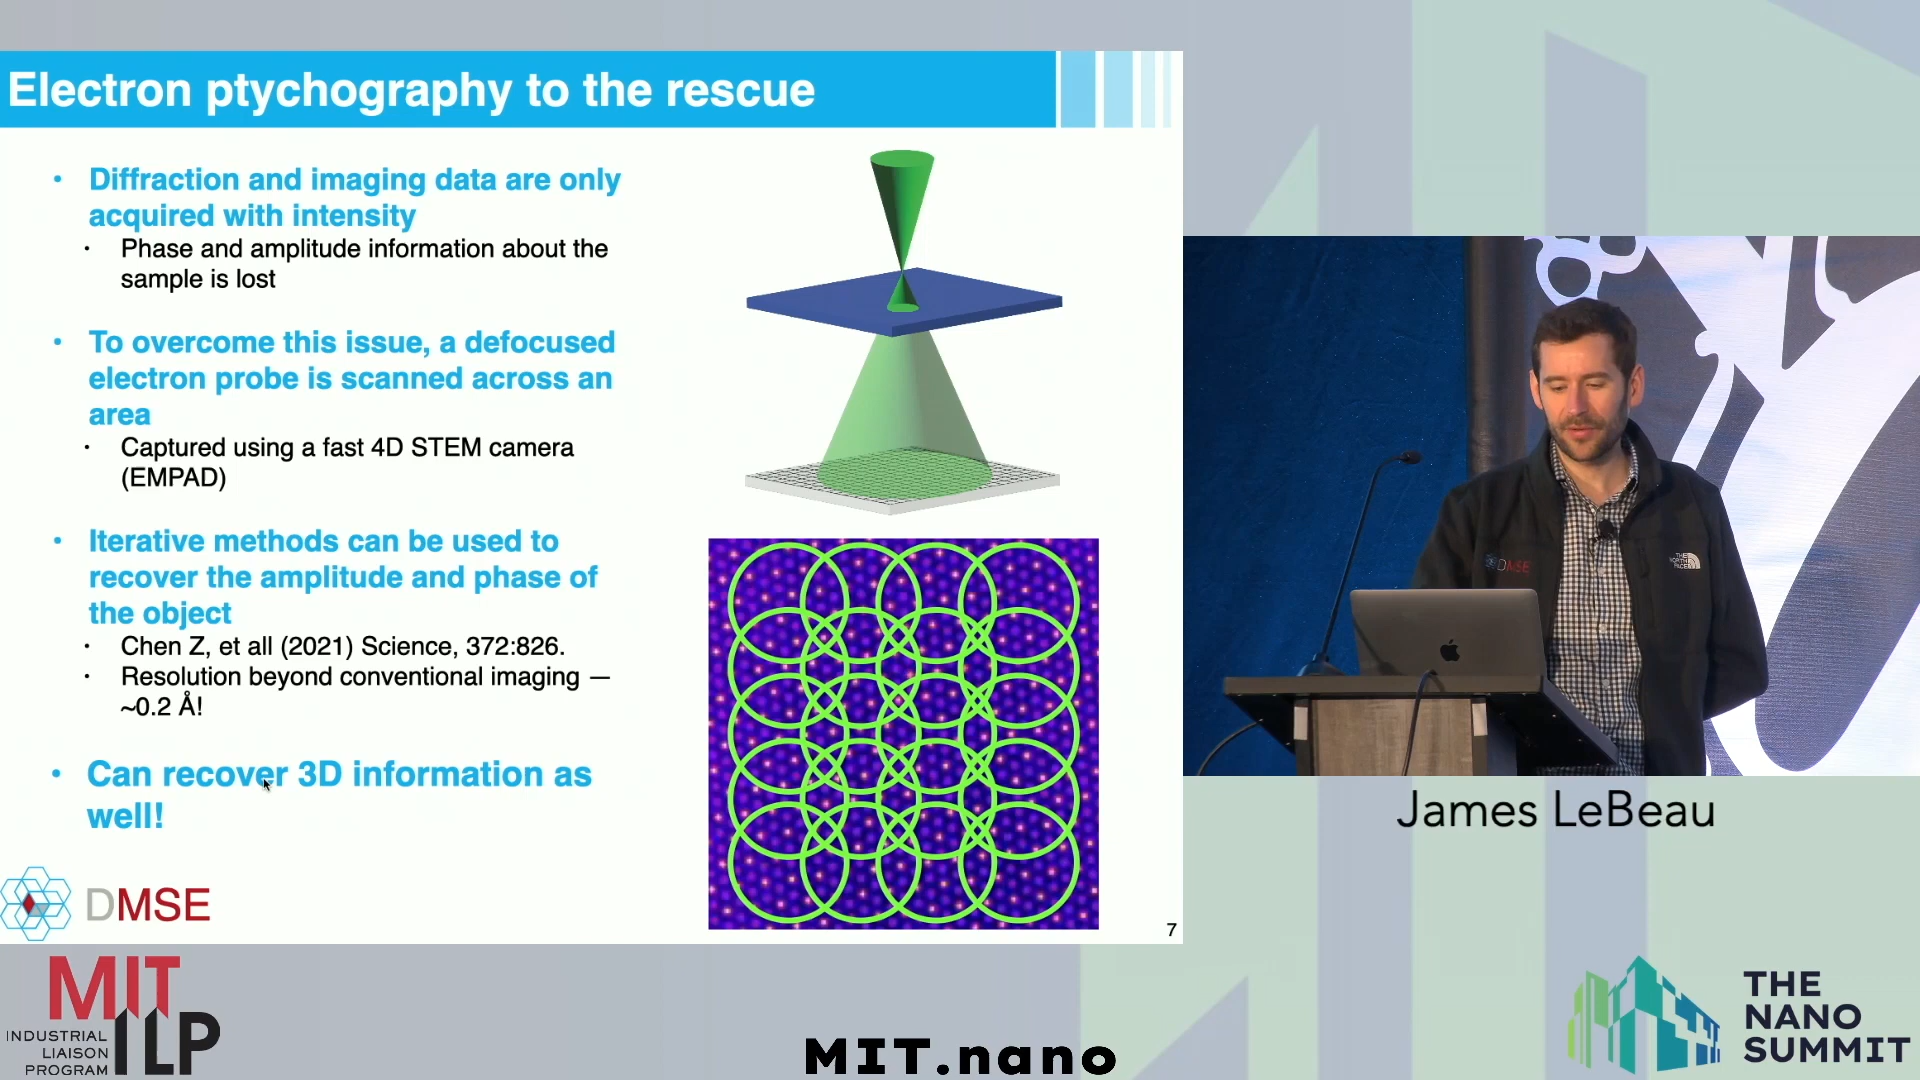 Electron ptychography to the rescue
Diffraction and imaging data are only
acquired with intensity
Phase and amplitude information about the
sample is lost
To overcome this issue, a defocused
electron probe is scanned across an
area
Captured using a fast 4D STEM camera
(EMPAD)
Iterative methods can be used to
recover the amplitude and phase of
the object
Chen Z, et all (2021) Science, 372:826.
Resolution beyond conventional imaging —
~0.2 Å!
Can recover 3D information as
well!
DMSE
7
DMSE
THE
NORTH
FACE
James LeBeau
MIT
ILP
INDUSTRIAL
LIAISON
PROGRAM
MIT.nano
THE
NANO
SUMMIT